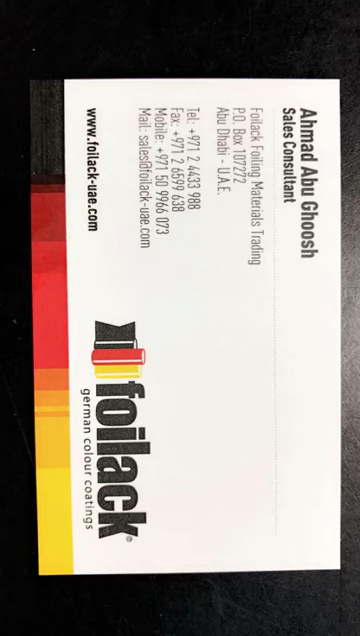 Ahmad Abu Ghoosh
Sales Consultant
Foilack Foiling Materials Trading
P.O. Box 107272
Abu Dhabi - U.A.E.
Tel: +971 2 4433 988
Fax: +971 2 6599 638
Mobile: +971 50 9966 073
Mail: sales@foilack-uae.com
www.foilack-uae.com
foilack®
german colour coatings